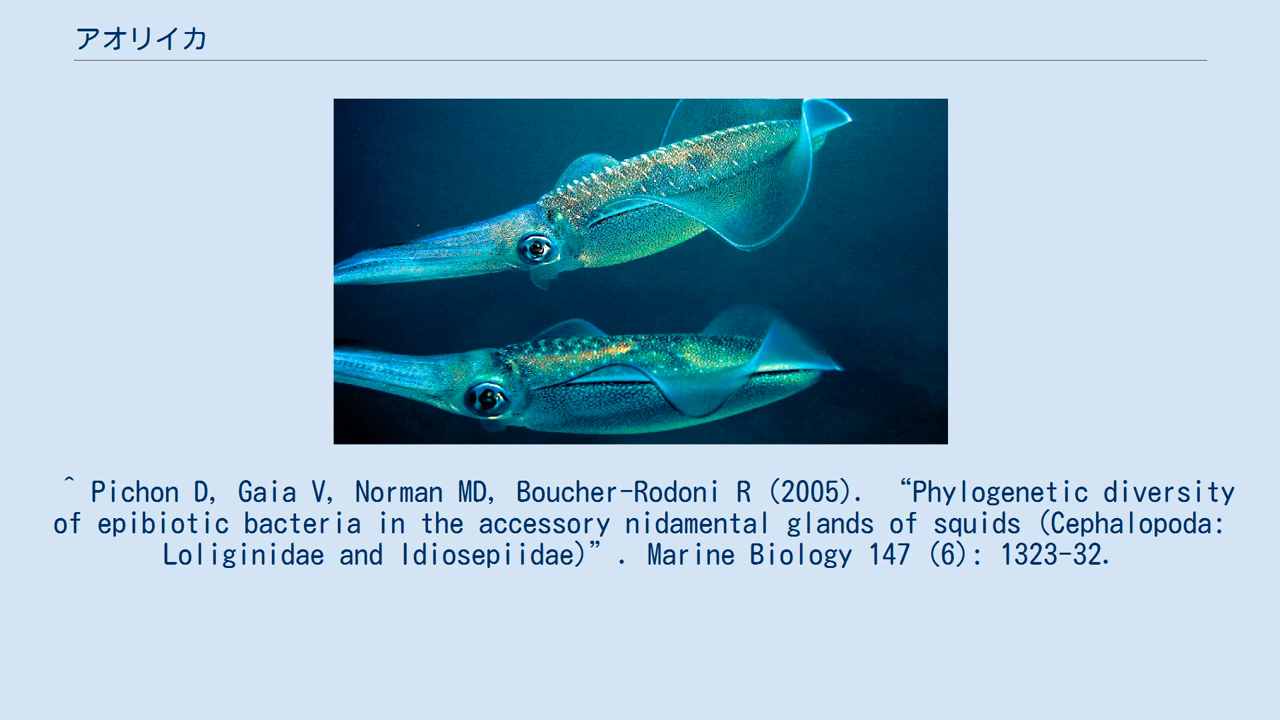 アオリイカ
^ Pichon D, Gaia V, Norman MD, Boucher-Rodoni R (2005). “Phylogenetic diversity
of epibiotic bacteria in the accessory nidamental glands of squids (Cephalopoda:
Loliginidae and Idiosepiidae)”. Marine Biology 147 (6): 1323-32.